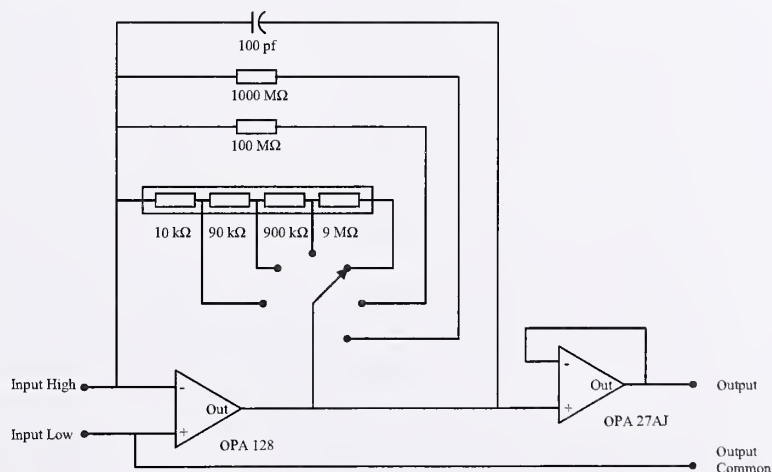 100 pf
1000 MΩ
100 MΩ
10 kΩ 90 kΩ 900 kΩ 9 MΩ
Input High
-
Out
+
Input Low
OPA 128
-
Out
+
OPA 27AJ
Output
Output
Common